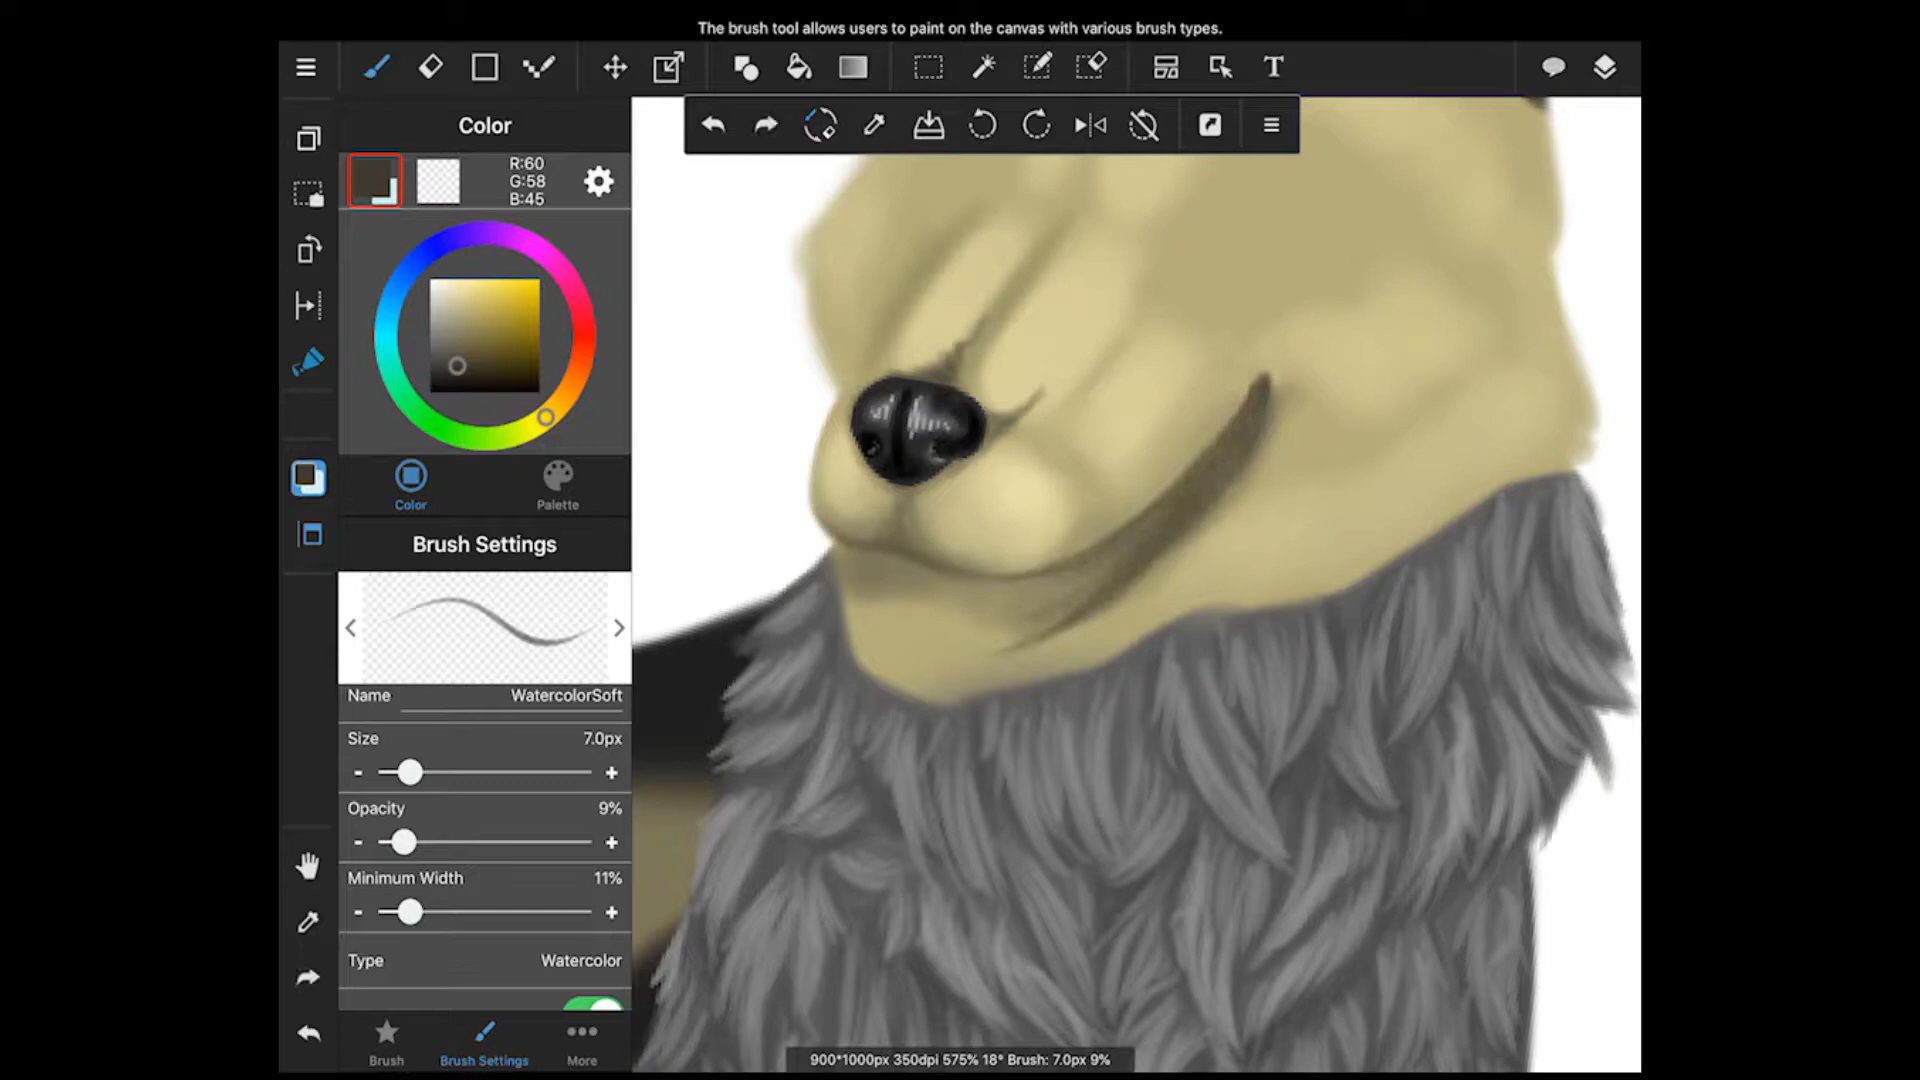 The brush tool allows users to paint on the canvas with various brush types.
T
Color
R:60
G:58
B:45
Color
Palette
Brush Settings
Name
WatercolorSoft
Size
7.0px
-
+
Opacity
9%
-
+
Minimum Width
11%
-
+
Type
Watercolor
Brush
Brush Settings
More
900*1000px 350dpi 575% 18° Brush: 7.0px 9%